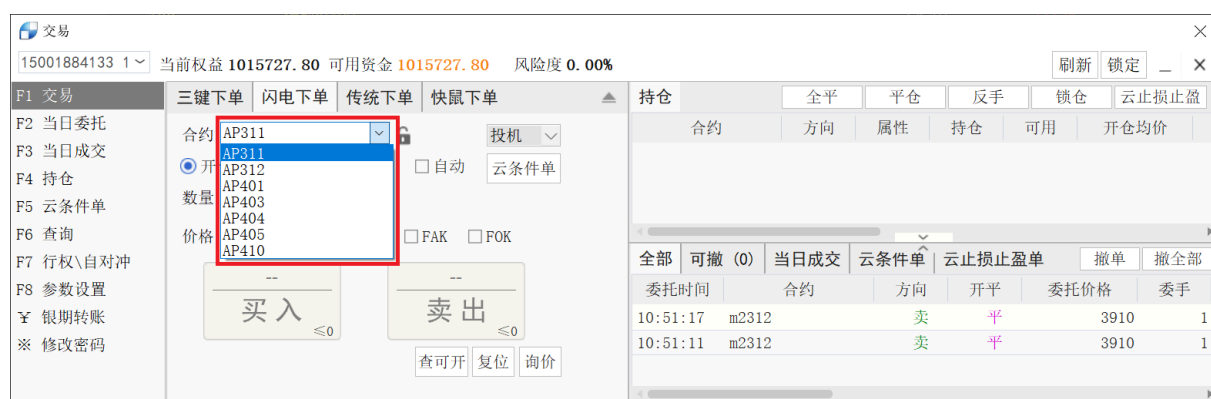 交易
15001884133 1 当前权益 1015727.80 可用资金 1015727.80 风险度 0.00% 刷新 锁定
F1 交易
F2 当日委托
F3 当日成交
F4 持仓
F5 云条件单
F6 查询
F7 行权\自对冲
F8 参数设置
¥ 银期转账
※ 修改密码
三键下单 闪电下单 传统下单 快鼠下单
合约 AP311 投机
AP311
AP312
AP401
AP403
AP404
AP405
AP410
开 自动 云条件单
数量
价格 FAK FOK
-- --
买入 ≤0 卖出 ≤0
查可开 复位 询价
持仓 全平 平仓 反手 锁仓 云止损止盈
合约 方向 属性 持仓 可用 开仓均价
全部 可撤 (0) 当日成交 云条件单 云止损止盈单 撤单 撤全部
委托时间 合约 方向 开平 委托价格 委手
10:51:17 m2312 卖 平 3910 1
10:51:11 m2312 卖 平 3910 1